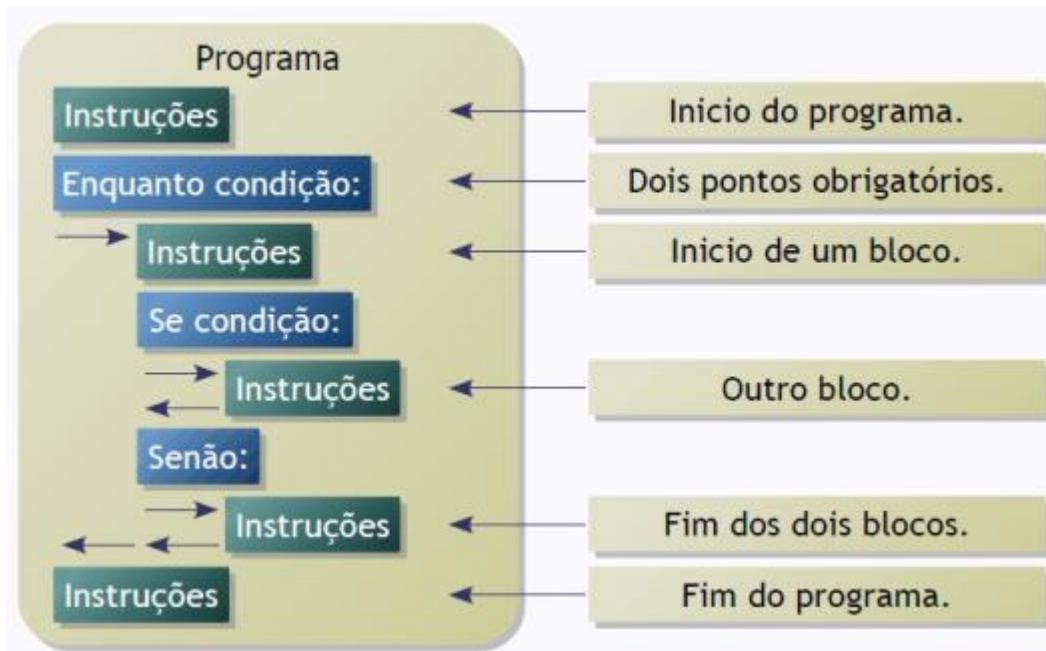 Programa
Instruções
Inicio do programa.
Enquanto condição:
Dois pontos obrigatórios.
Instruções
Inicio de um bloco.
Se condição:
Instruções
Outro bloco.
Senão:
Instruções
Fim dos dois blocos.
Instruções
Fim do programa.